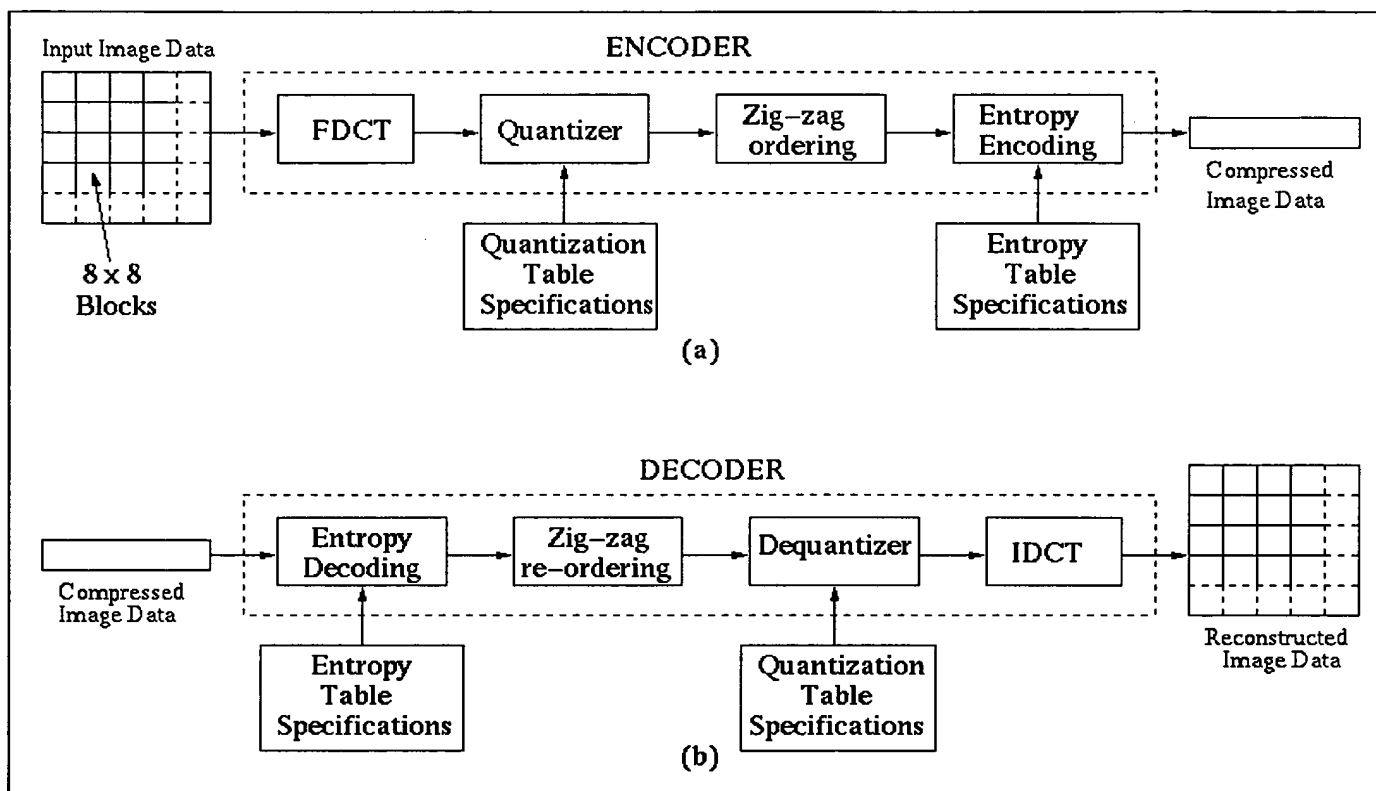 Input Image Data
ENCODER
FDCT
Quantizer
Zig-zag
ordering
Entropy
Encoding
Compressed
Image Data
8 x 8
Blocks
Quantization
Table
Specifications
Entropy
Table
Specifications
(a)
DECODER
Compressed
Image Data
Entropy
Decoding
Zig-zag
re-ordering
Dequantizer
IDCT
Reconstructed
Image Data
Entropy
Table
Specifications
Quantization
Table
Specifications
(b)